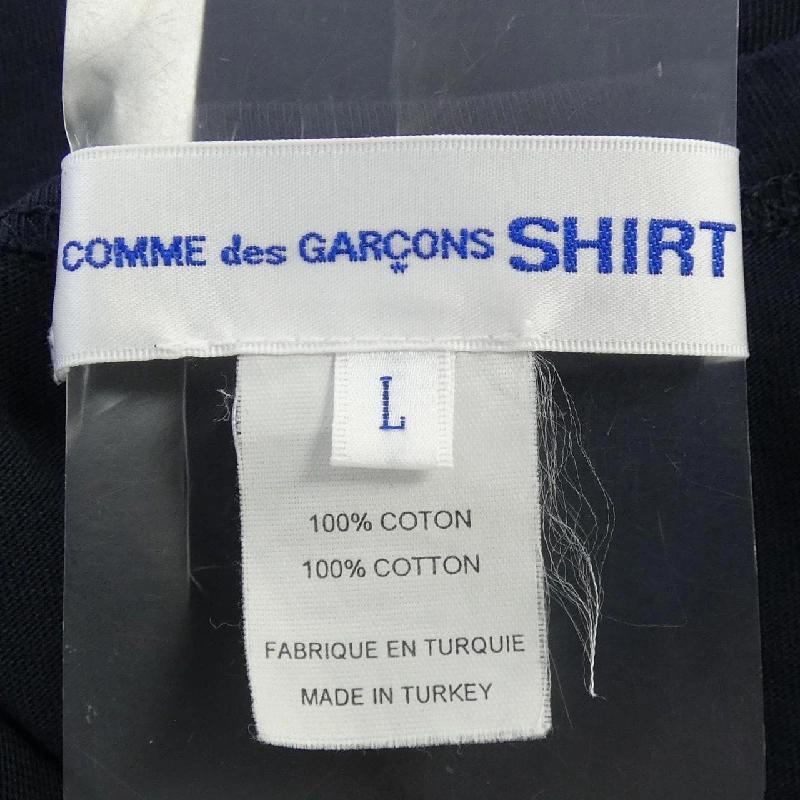 COMME des GARÇONS SHIRT
L
100% COTON
100% COTTON
FABRIQUE EN TURQUIE
MADE IN TURKEY